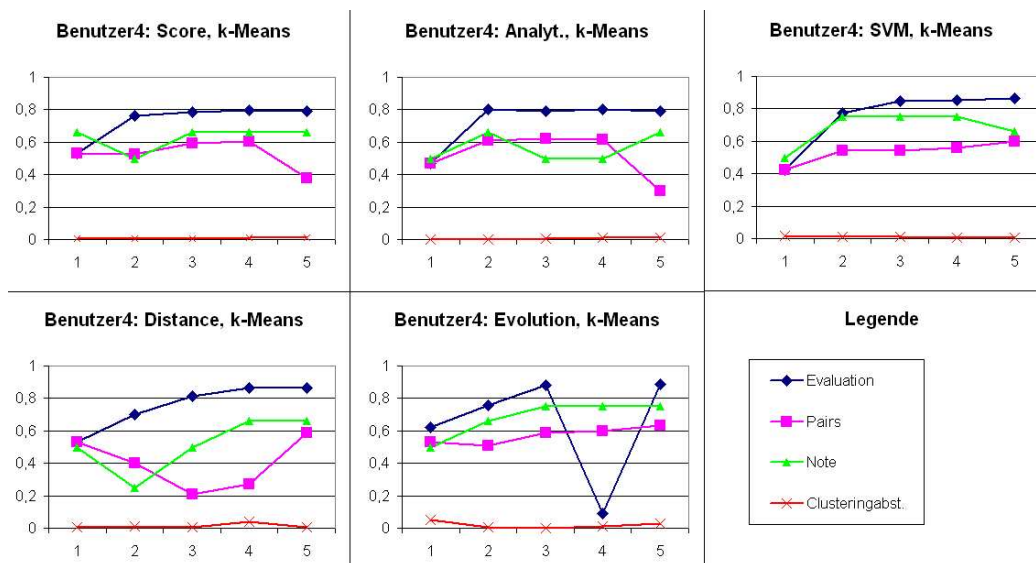 Benutzer4: Score, k-Means
1
0,8
0,6
0,4
0,2
0
1 2 3 4 5
Benutzer4: Analyt., k-Means
1
0,8
0,6
0,4
0,2
0
1 2 3 4 5
Benutzer4: SVM, k-Means
1
0,8
0,6
0,4
0,2
0
1 2 3 4 5
Benutzer4: Distance, k-Means
1
0,8
0,6
0,4
0,2
0
1 2 3 4 5
Benutzer4: Evolution, k-Means
1
0,8
0,6
0,4
0,2
0
1 2 3 4 5
Legende
Evaluation
Pairs
Note
Clusteringabst.